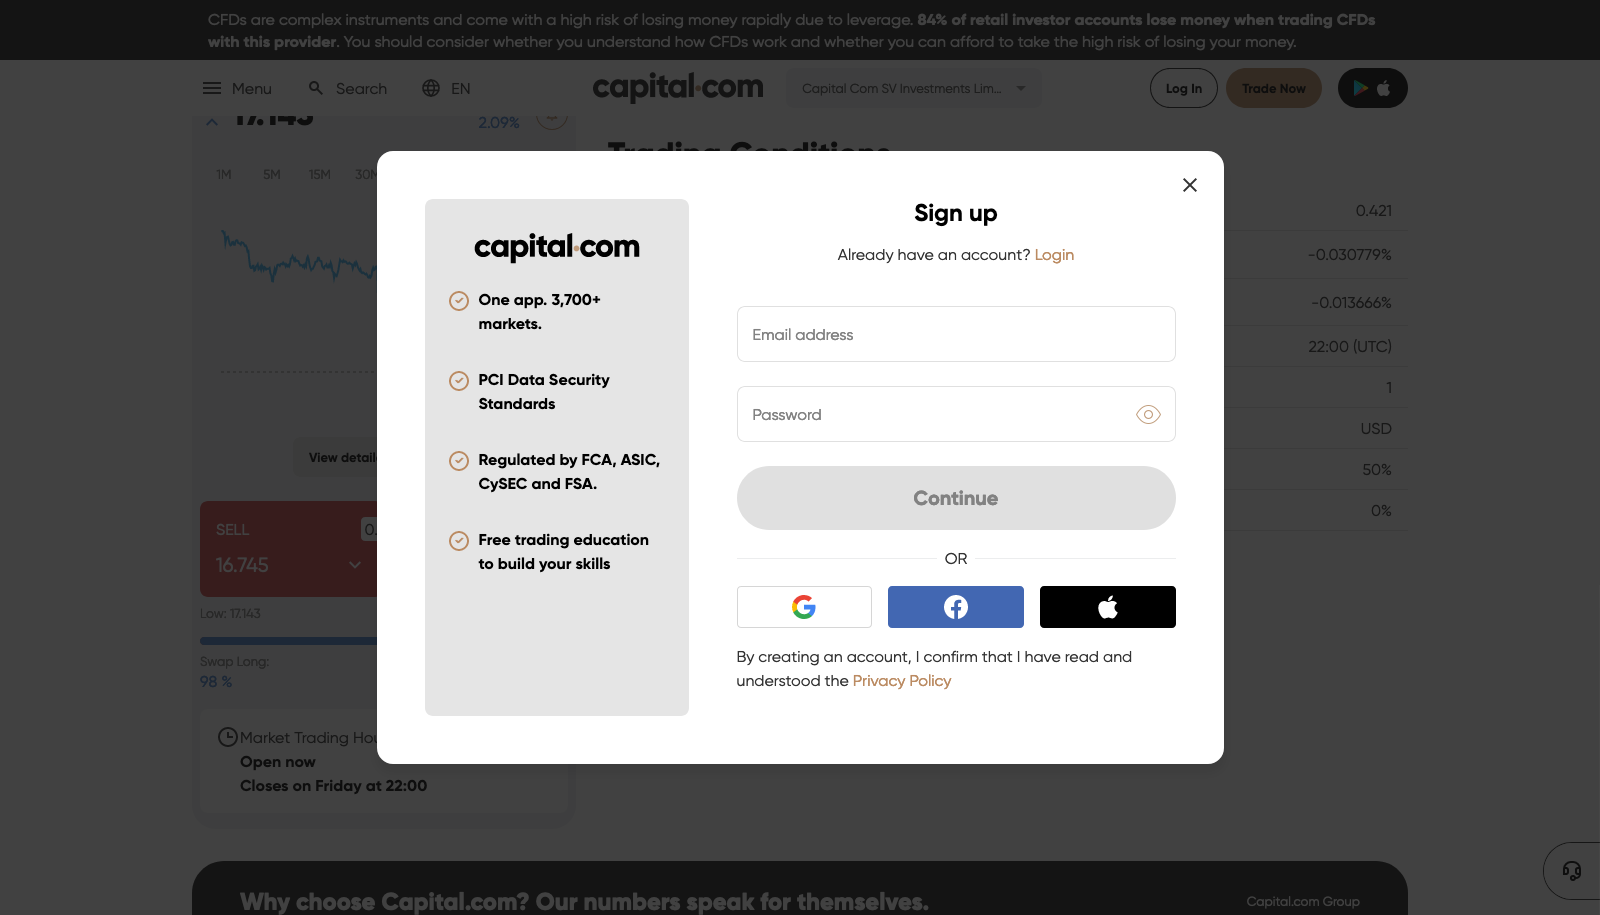 CFDs are complex instruments and come with a high risk of losing money rapidly due to leverage. 84% of retail investor accounts lose money when trading CFDs
with this provider. You should consider whether you understand how CFDs work and whether you can afford to take the high risk of losing your money.
Menu
Search
EN
capital.com
Capital Com SV Investments Lim...
Log In
Trade Now
17.145
2.09%
Trading Conditions
1M 5M 15M 30M
0.421
-0.030779%
-0.013666%
22:00 (UTC)
1
USD
50%
0%
View detail
SELL
0.
16.745
Low: 17.143
Swap Long:
98 %
Market Trading Hou
Open now
Closes on Friday at 22:00
capital.com
One app. 3,700+
markets.
PCI Data Security
Standards
Regulated by FCA, ASIC,
CySEC and FSA.
Free trading education
to build your skills
Sign up
Already have an account? Login
Email address
Password
Continue
OR
By creating an account, I confirm that I have read and
understood the Privacy Policy
Why choose Capital.com? Our numbers speak for themselves.
Capital.com Group